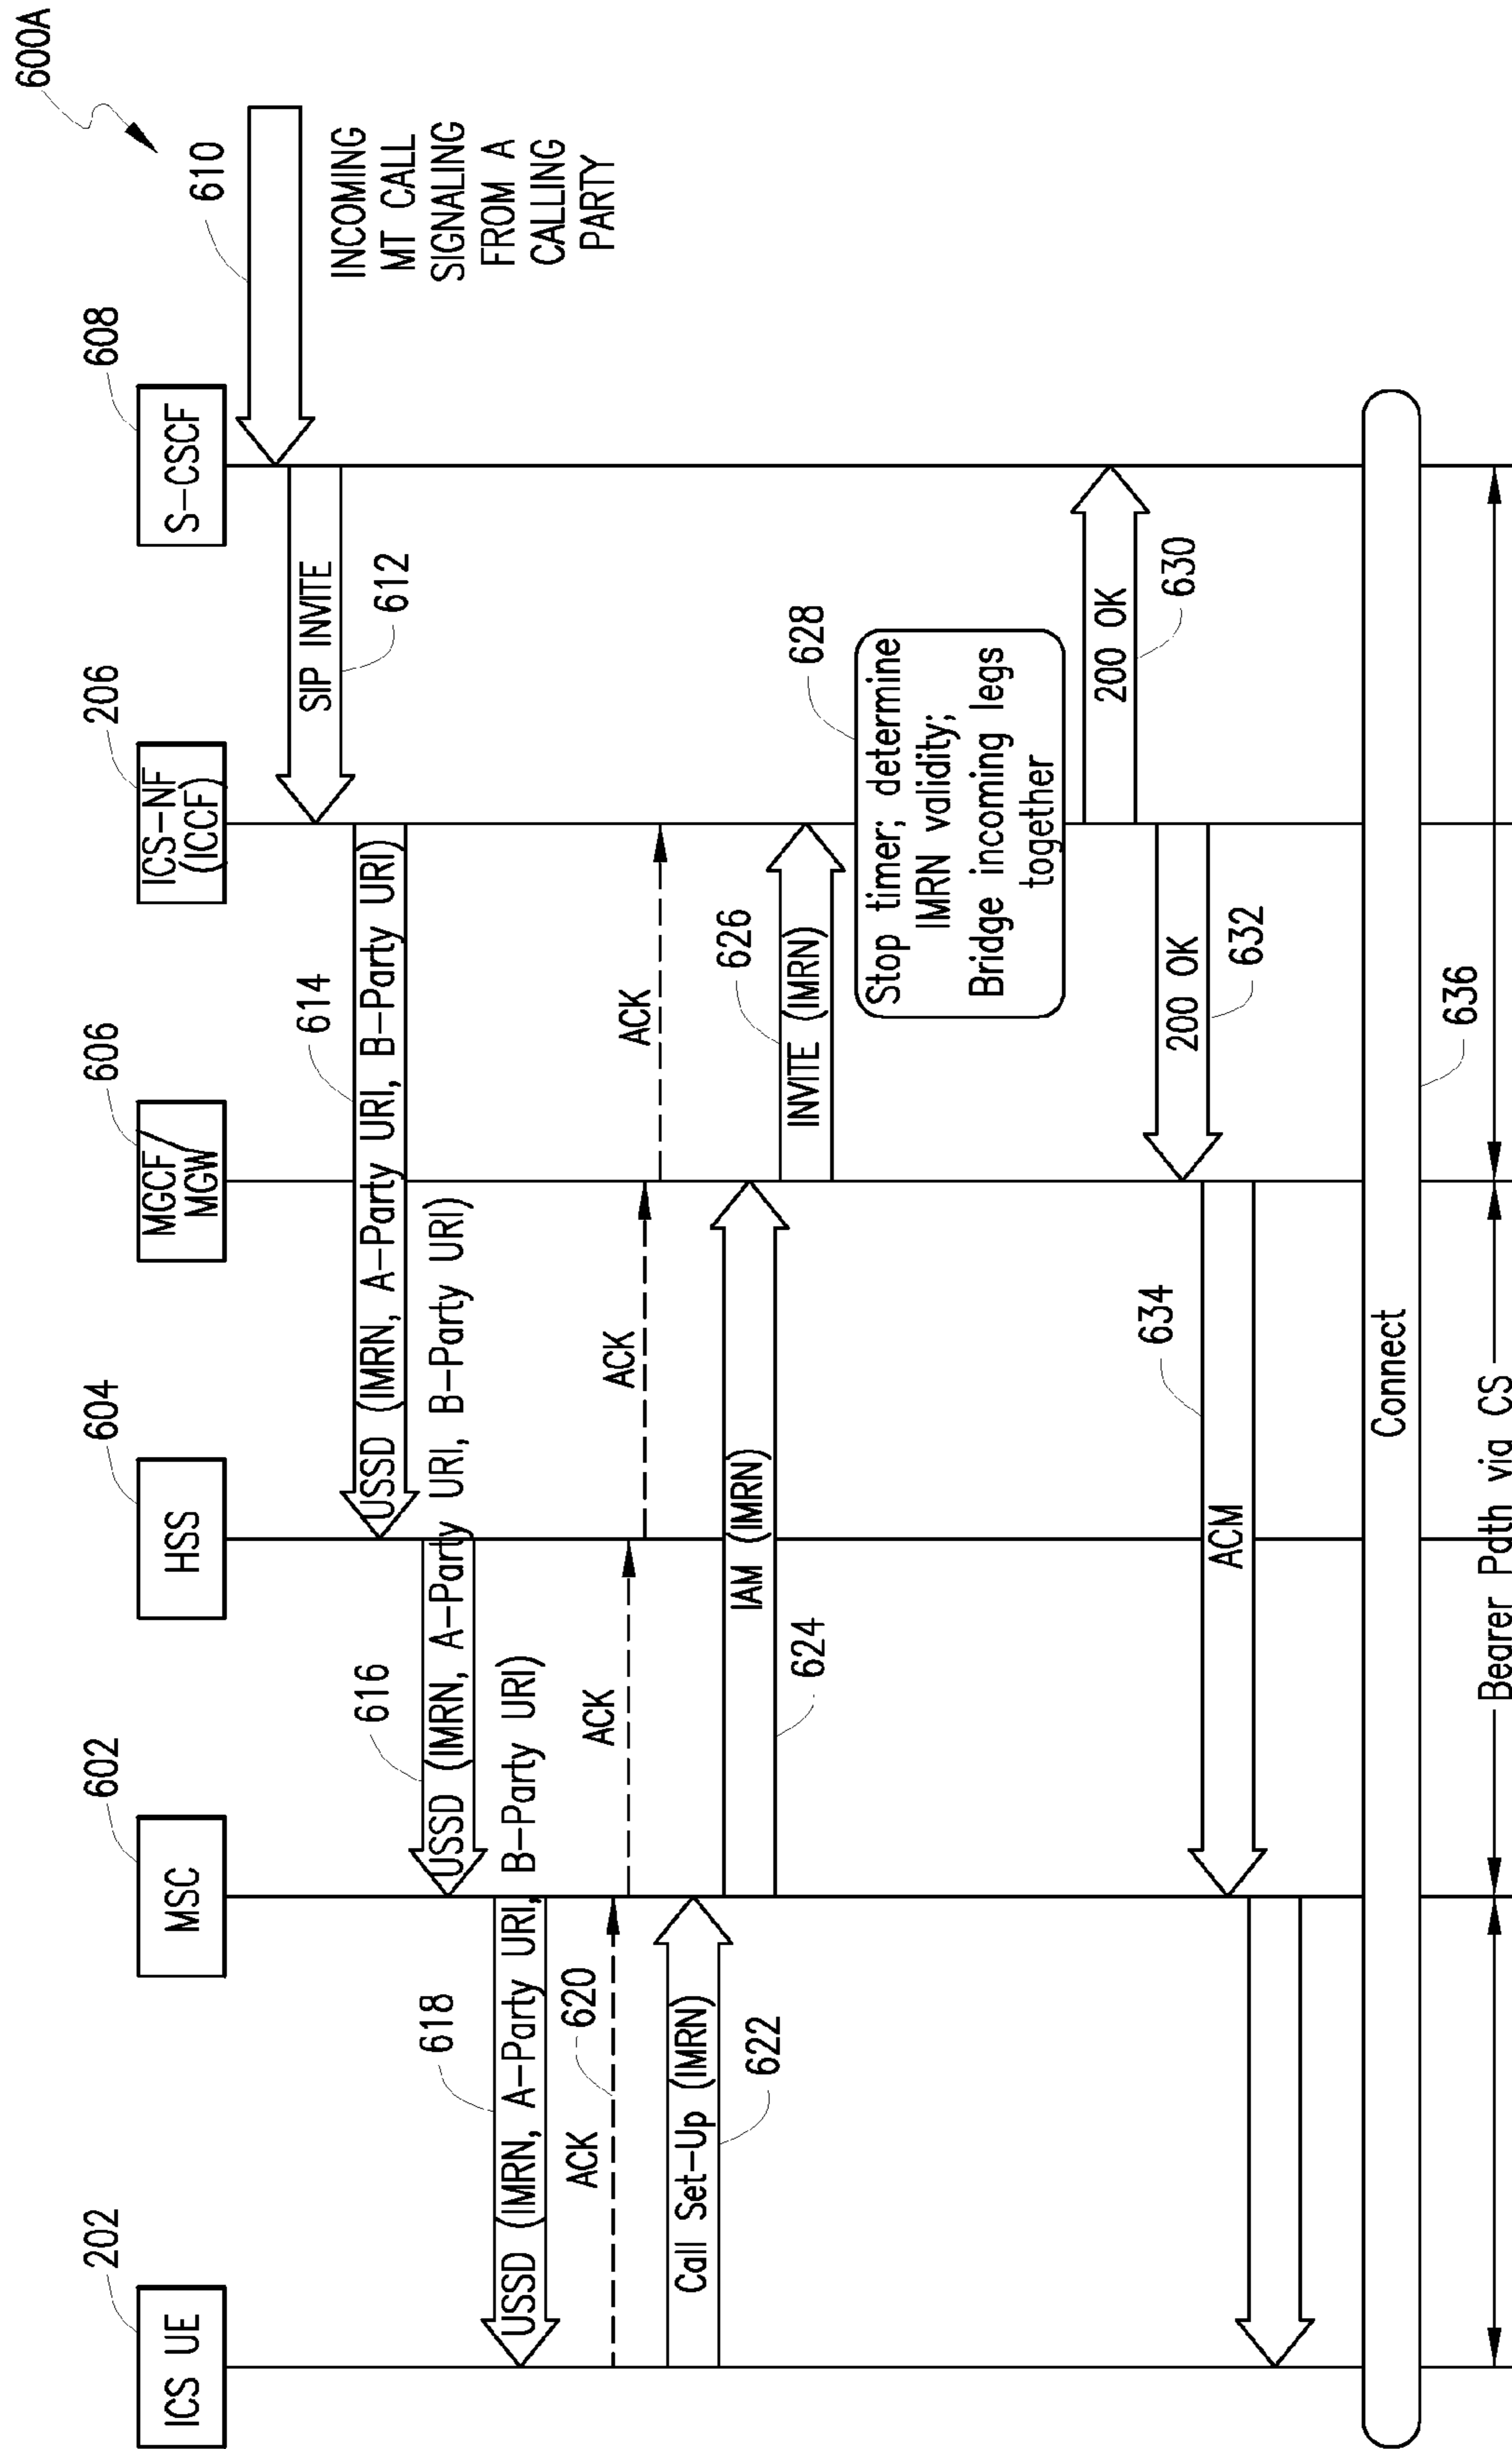 600A
202
602
604
606
206
608
ICS UE
MSC
HSS
MGCF/
MGW
ICS-NF
(ICCF)
S-CSCF
610
INCOMING
MT CALL
SIGNALING
FROM A
CALLING
PARTY
SIP INVITE
612
614
USSD (IMRN, A-Party URI, B-Party URI)
616
USSD (IMRN, A-Party URI, B-Party URI)
618
USSD (IMRN, A-Party URI, B-Party URI)
620
ACK
ACK
ACK
ACK
Call Set-Up (IMRN)
622
IAM (IMRN)
624
626
INVITE (IMRN)
628
Stop timer; determine
IMRN validity;
Bridge incoming legs
together
200 OK
630
200 OK
632
634
ACM
Connect
636
Bearer Path via CS